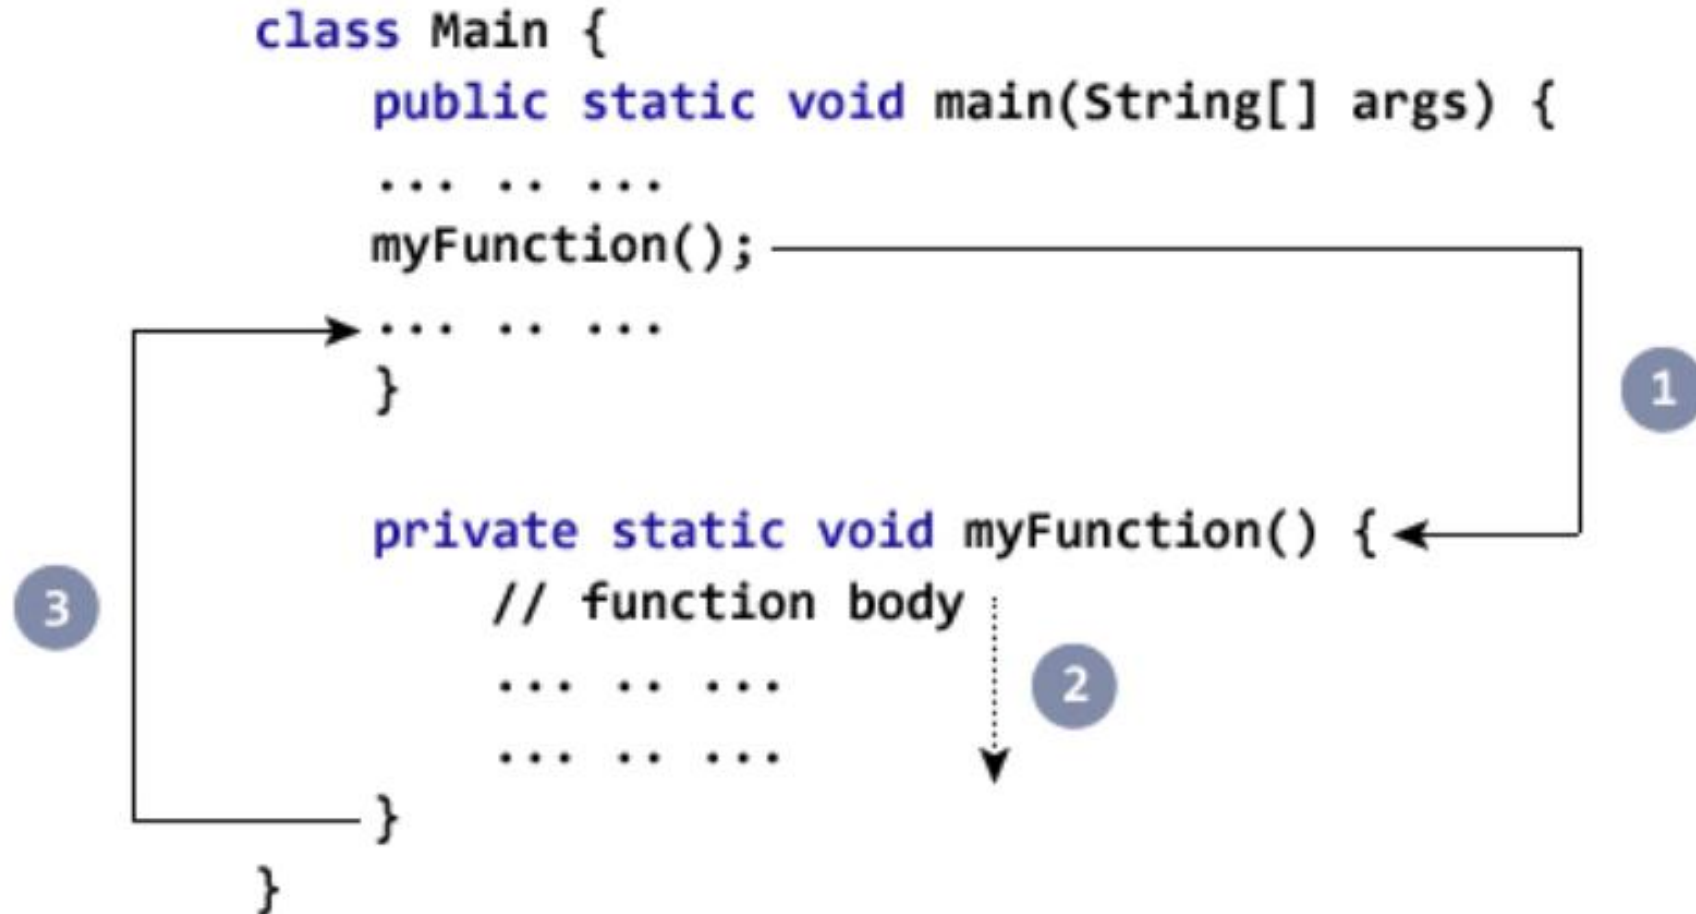 class Main {
public static void main(String[] args) {
... .. ...
myFunction();
... .. ...
}
1
private static void myFunction() {
3
// function body
2
... .. ...
... .. ...
}
}